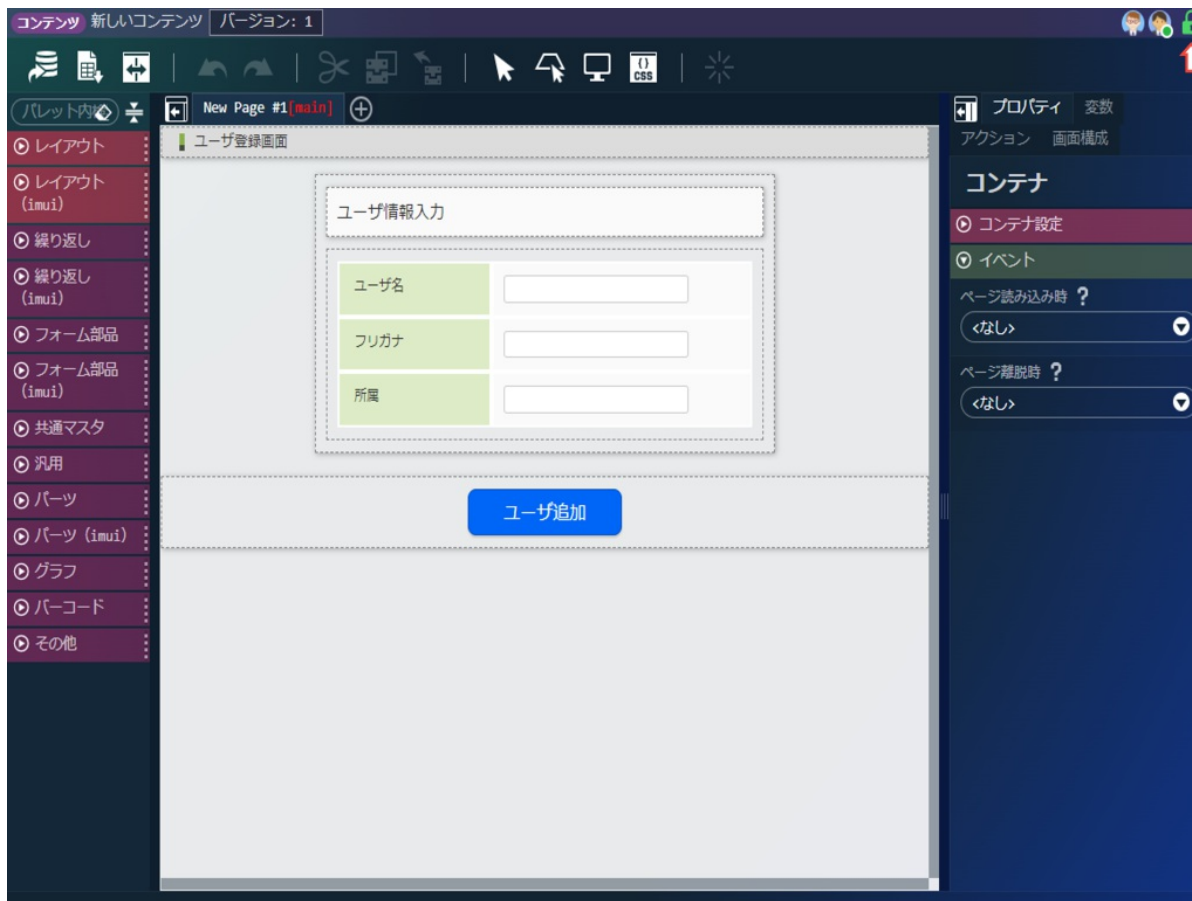 コンテンツ 新しいコンテンツ バージョン: 1
{} CSS
パレット内検
New Page #1[main]
プロパティ 変数
アクション 画面構成
レイアウト
レイアウト
(imui)
繰り返し
繰り返し
(imui)
フォーム部品
フォーム部品
(imui)
共通マスタ
汎用
パーツ
パーツ (imui)
グラフ
バーコード
その他
ユーザ登録画面
ユーザ情報入力
ユーザ名
フリガナ
所属
ユーザ追加
コンテナ
コンテナ設定
イベント
ページ読み込み時 ?
<なし>
ページ離脱時 ?
<なし>